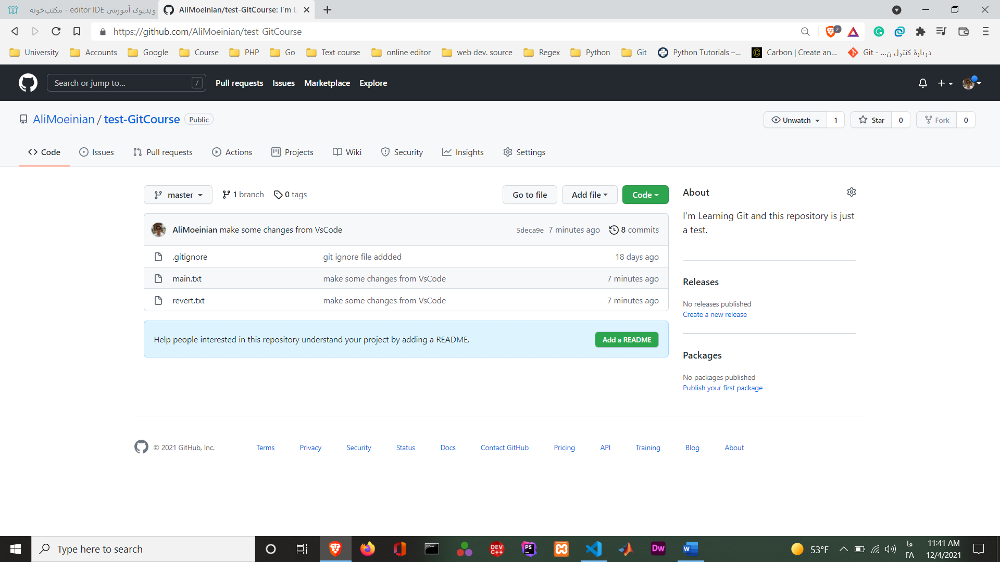 ویدیوی آموزشی editor IDE - مکتب‌خونه
AliMoeinian/test-GitCourse: I'm L
https://github.com/AliMoeinian/test-GitCourse
2
University Accounts Google Course PHP Go Text course online editor web dev. source Regex Python Git Python Tutorials –... Carbon | Create an... Git - ...دربارهٔ کنترل ن
Search or jump to... / Pull requests Issues Marketplace Explore
AliMoeinian / test-GitCourse Public
Unwatch 1 Star 0 Fork 0
Code Issues Pull requests Actions Projects Wiki Security Insights Settings
master 1 branch 0 tags Go to file Add file Code
AliMoeinian make some changes from VsCode 5deca9e 7 minutes ago 8 commits
.gitignore git ignore file addded 18 days ago
main.txt make some changes from VsCode 7 minutes ago
revert.txt make some changes from VsCode 7 minutes ago
Help people interested in this repository understand your project by adding a README. Add a README
About
I'm Learning Git and this repository is just
a test.
Releases
No releases published
Create a new release
Packages
No packages published
Publish your first package
© 2021 GitHub, Inc. Terms Privacy Security Status Docs Contact GitHub Pricing API Training Blog About
Type here to search
DEV C++
PS
Dw
W
53°F
فا
FA
11:41 AM
12/4/2021